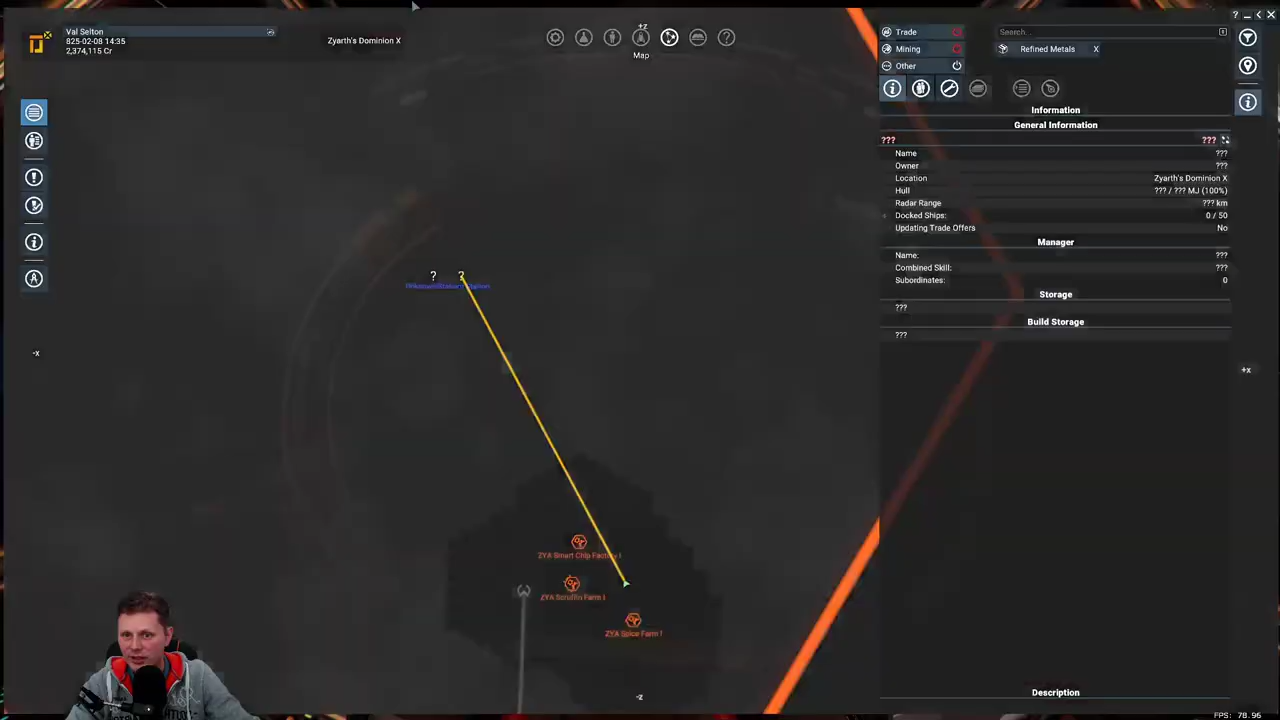 Val Selton
825-02-08 14:35
2,374,115 Cr
Zyarth's Dominion X
+Z
Map
Trade
Mining
Other
Search...
Refined Metals X
Information
General Information
??? ???
Name ???
Owner ???
Location Zyarth's Dominion X
Hull ??? / ??? MJ (100%)
Radar Range ??? km
Docked Ships: 0 / 50
Updating Trade Offers No
Manager
Name: ???
Combined Skill: ???
Subordinates: 0
Storage
???
Build Storage
???
? ?
Station
-X
+X
ZYA Smart Chip Factory I
ZYA Scruffin Farm I
ZYA Spice Farm I
-Z
Description
FPS: 78.96